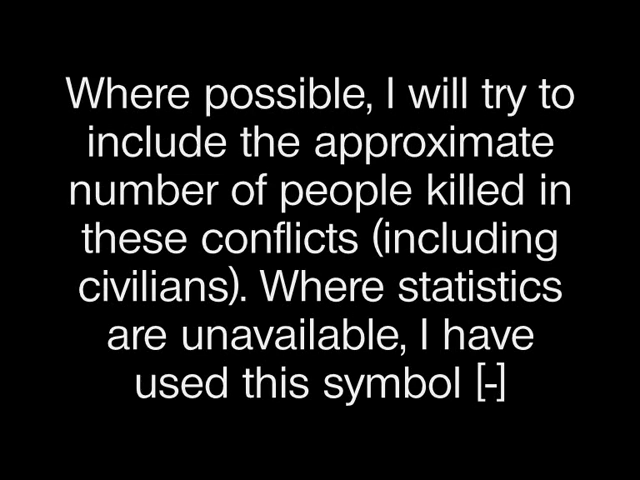 Where possible, I will try to
include the approximate
number of people killed in
these conflicts (including
civilians). Where statistics
are unavailable, I have
used this symbol [-]